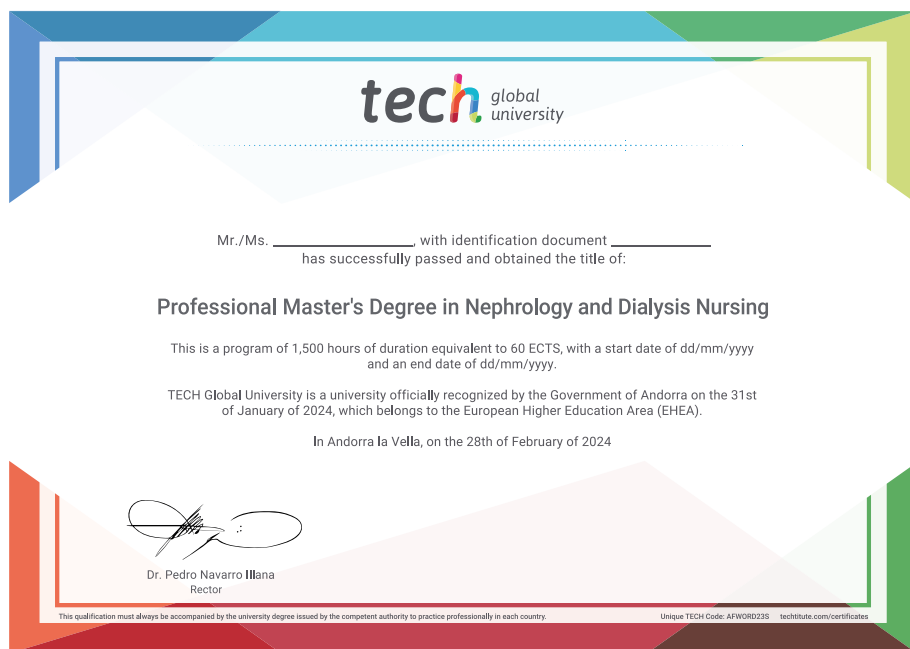 tech global
university
Mr./Ms. ____________________, with identification document ______________
has successfully passed and obtained the title of:
Professional Master's Degree in Nephrology and Dialysis Nursing
This is a program of 1,500 hours of duration equivalent to 60 ECTS, with a start date of dd/mm/yyyy
and an end date of dd/mm/yyyy.
TECH Global University is a university officially recognized by the Government of Andorra on the 31st
of January of 2024, which belongs to the European Higher Education Area (EHEA).
In Andorra la Vella, on the 28th of February of 2024
Dr. Pedro Navarro Illana
Rector
This qualification must always be accompanied by the university degree issued by the competent authority to practice professionally in each country. Unique TECH Code: AFWORD23S techtitute.com/certificates